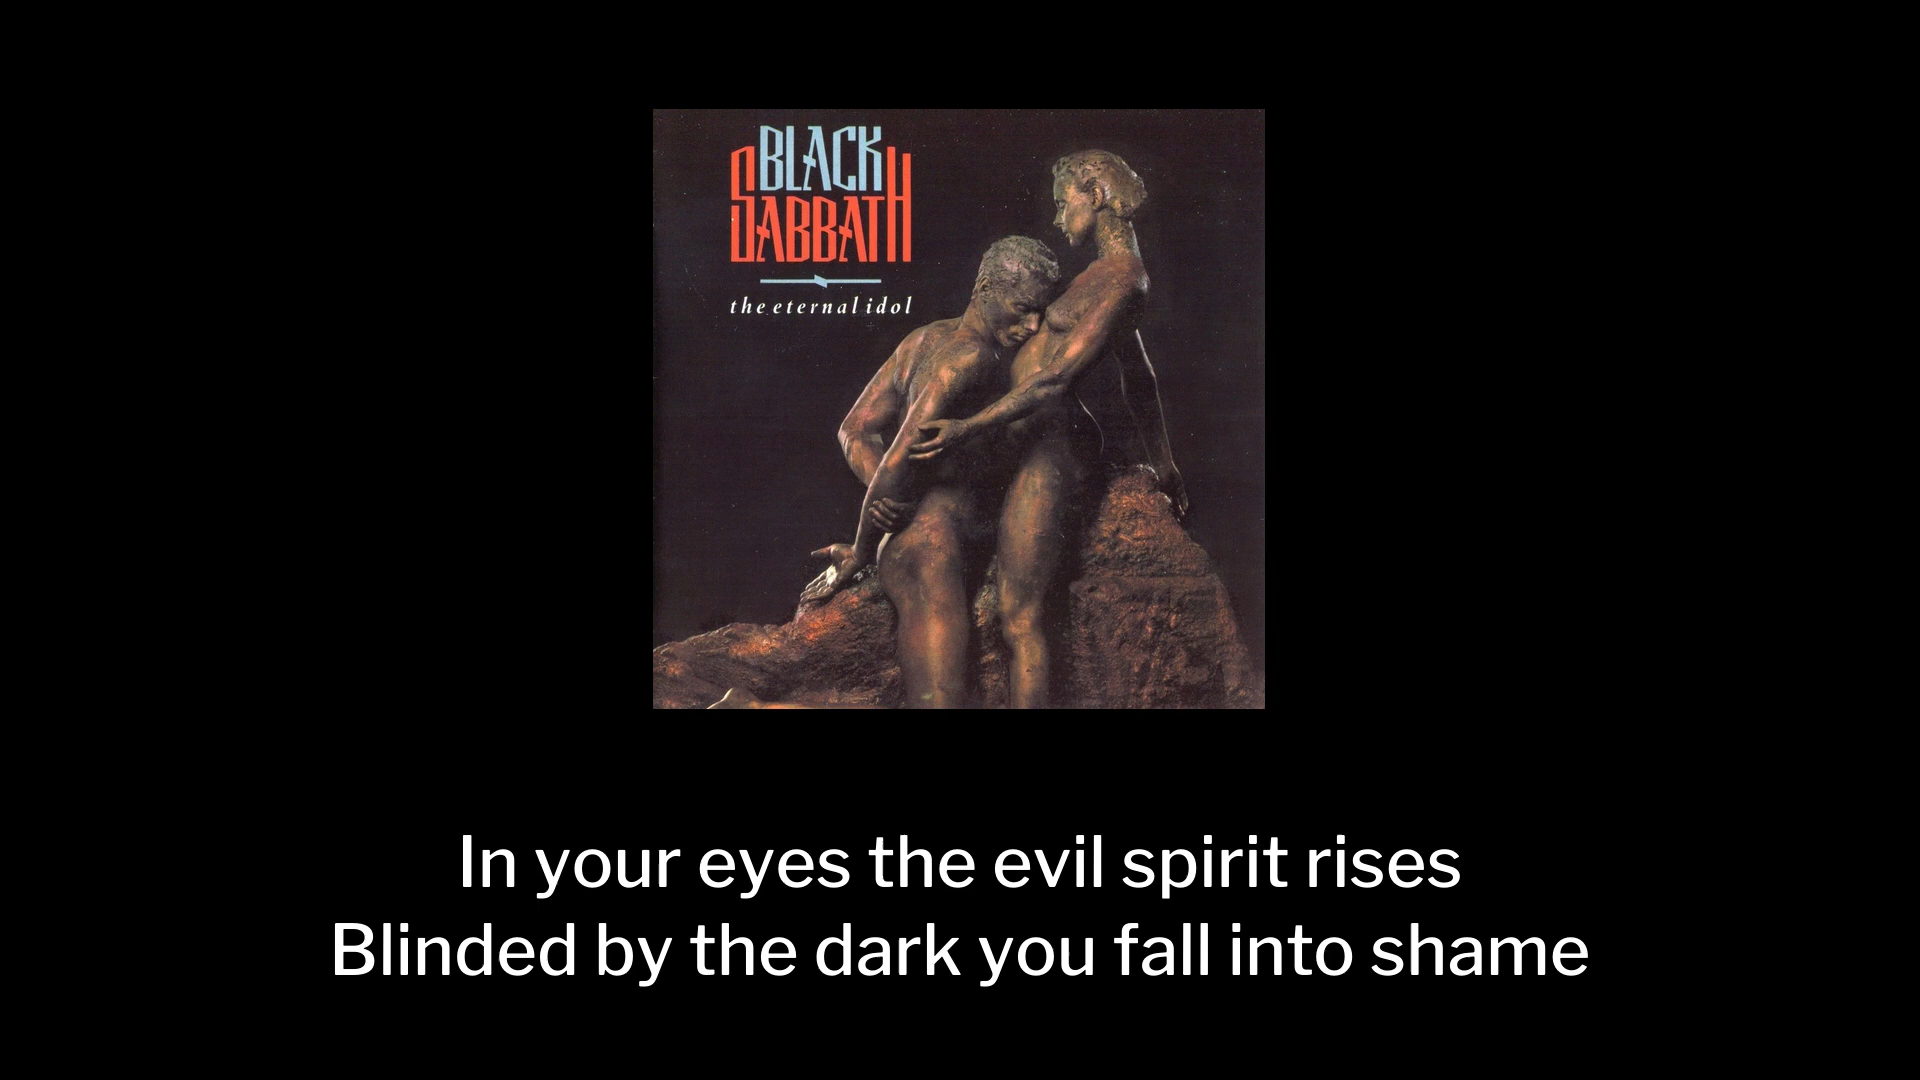 BLACK
SABBATH
the eternal idol
In your eyes the evil spirit rises
Blinded by the dark you fall into shame